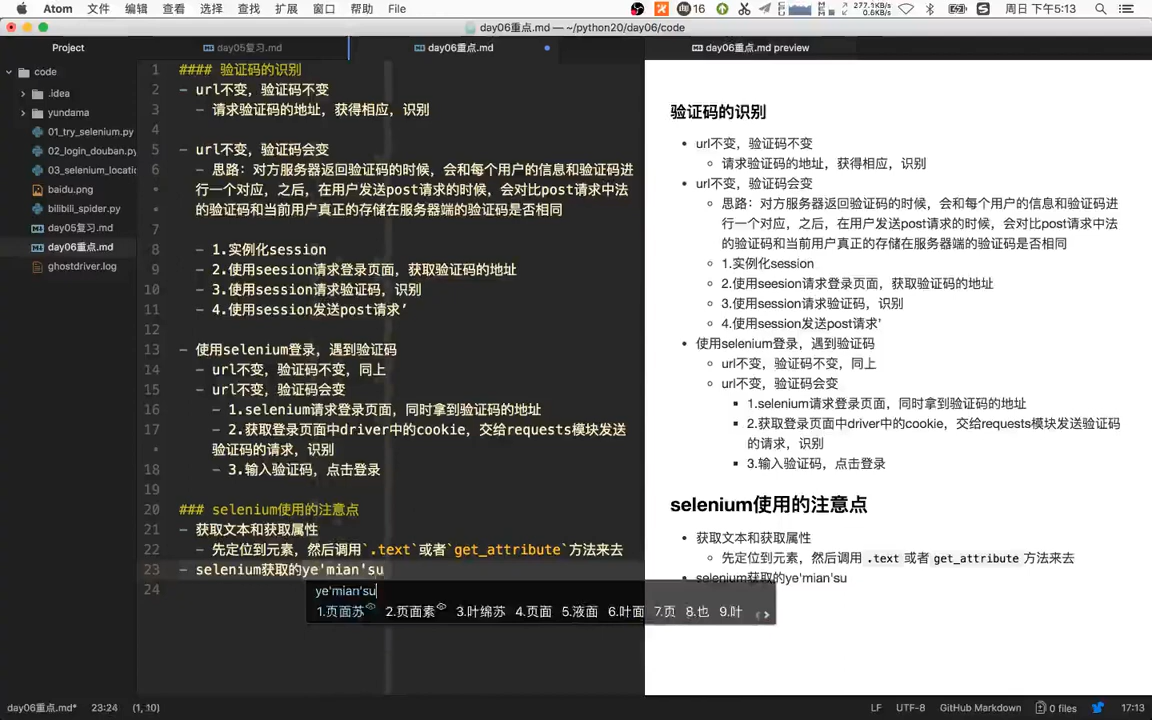 Atom 文件 编辑 查看 选择 查找 扩展 窗口 帮助 File 16 277.1KB/s 0.6KB/s 周日 下午5:13
day06重点.md — ~/python20/day06/code
Project day05复习.md day06重点.md day06重点.md preview
code
.idea
yundama
01_try_selenium.py
02_login_douban.py
03_selenium_locatio
baidu.png
bilibili_spider.py
day05复习.md
day06重点.md
ghostdriver.log
1 #### 验证码的识别
2 - url不变，验证码不变
3 - 请求验证码的地址，获得相应，识别
4
5 - url不变，验证码会变
6 - 思路：对方服务器返回验证码的时候，会和每个用户的信息和验证码进
行一个对应，之后，在用户发送post请求的时候，会对比post请求中法
的验证码和当前用户真正的存储在服务器端的验证码是否相同
7
8 - 1.实例化session
9 - 2.使用seesion请求登录页面，获取验证码的地址
10 - 3.使用session请求验证码，识别
11 - 4.使用session发送post请求’
12
13 - 使用selenium登录，遇到验证码
14 - url不变，验证码不变，同上
15 - url不变，验证码会变
16 - 1.selenium请求登录页面，同时拿到验证码的地址
17 - 2.获取登录页面中driver中的cookie，交给requests模块发送
验证码的请求，识别
18 - 3.输入验证码，点击登录
19
20 ### selenium使用的注意点
21 - 获取文本和获取属性
22 - 先定位到元素，然后调用`.text`或者`get_attribute`方法来去
23 - selenium获取的ye'mian'su
24
ye'mian'su
1.页面苏 2.页面素 3.叶绵苏 4.页面 5.液面 6.叶面 7.页 8.也 9.叶
验证码的识别
• url不变，验证码不变
◦ 请求验证码的地址，获得相应，识别
• url不变，验证码会变
◦ 思路：对方服务器返回验证码的时候，会和每个用户的信息和验证码进
行一个对应，之后，在用户发送post请求的时候，会对比post请求中法
的验证码和当前用户真正的存储在服务器端的验证码是否相同
◦ 1.实例化session
◦ 2.使用seesion请求登录页面，获取验证码的地址
◦ 3.使用session请求验证码，识别
◦ 4.使用session发送post请求’
• 使用selenium登录，遇到验证码
◦ url不变，验证码不变，同上
◦ url不变，验证码会变
▪ 1.selenium请求登录页面，同时拿到验证码的地址
▪ 2.获取登录页面中driver中的cookie，交给requests模块发送验证码
的请求，识别
▪ 3.输入验证码，点击登录
selenium使用的注意点
• 获取文本和获取属性
◦ 先定位到元素，然后调用 .text 或者 get_attribute 方法来去
• selenium获取的ye'mian'su
day06重点.md* 23:24 (1, 10) LF UTF-8 GitHub Markdown 0 files 17:13